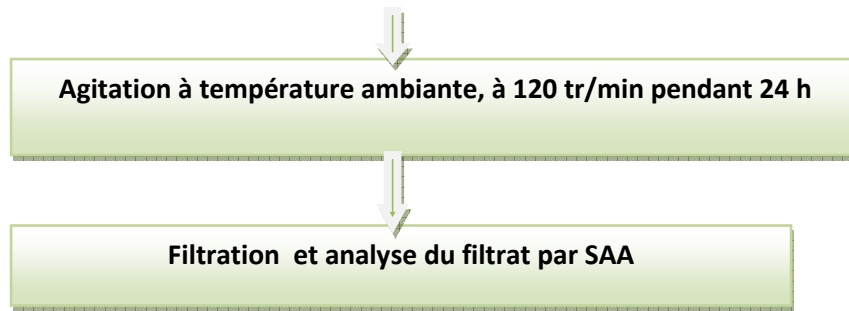 Agitation à température ambiante, à 120 tr/min pendant 24 h
Filtration et analyse du filtrat par SAA